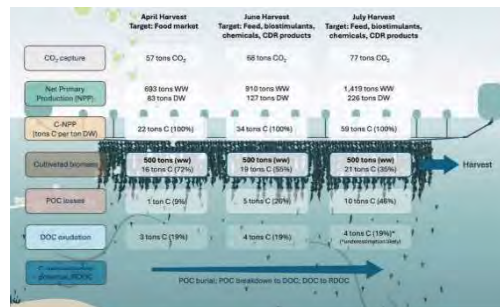 April Harvest
Target: Food market
June Harvest
Target: Feed, biostimulants,
chemicals, CDR products
July Harvest
Target: Feed, biostimulants,
chemicals, CDR products
CO₂ capture
57 tons CO₂
68 tons CO₂
77 tons CO₂
Net Primary
Production (NPP)
693 tons WW
83 tons DW
910 tons WW
127 tons DW
1,419 tons WW
226 tons DW
C-NPP
(tons C per ton DW)
22 tons C (100%)
34 tons C (100%)
59 tons C (100%)
Cultivated biomass
500 tons (ww)
16 tons C (72%)
500 tons (ww)
19 tons C (55%)
500 tons (ww)
21 tons C (35%)
Harvest
POC losses
1 ton C (9%)
5 tons C (26%)
10 tons C (46%)
DOC exudation
3 tons C (19%)
4 tons C (19%)
4 tons C (19%)*
(*underestimation likely)
potential, RDOC
POC burial; POC breakdown to DOC; DOC to RDOC